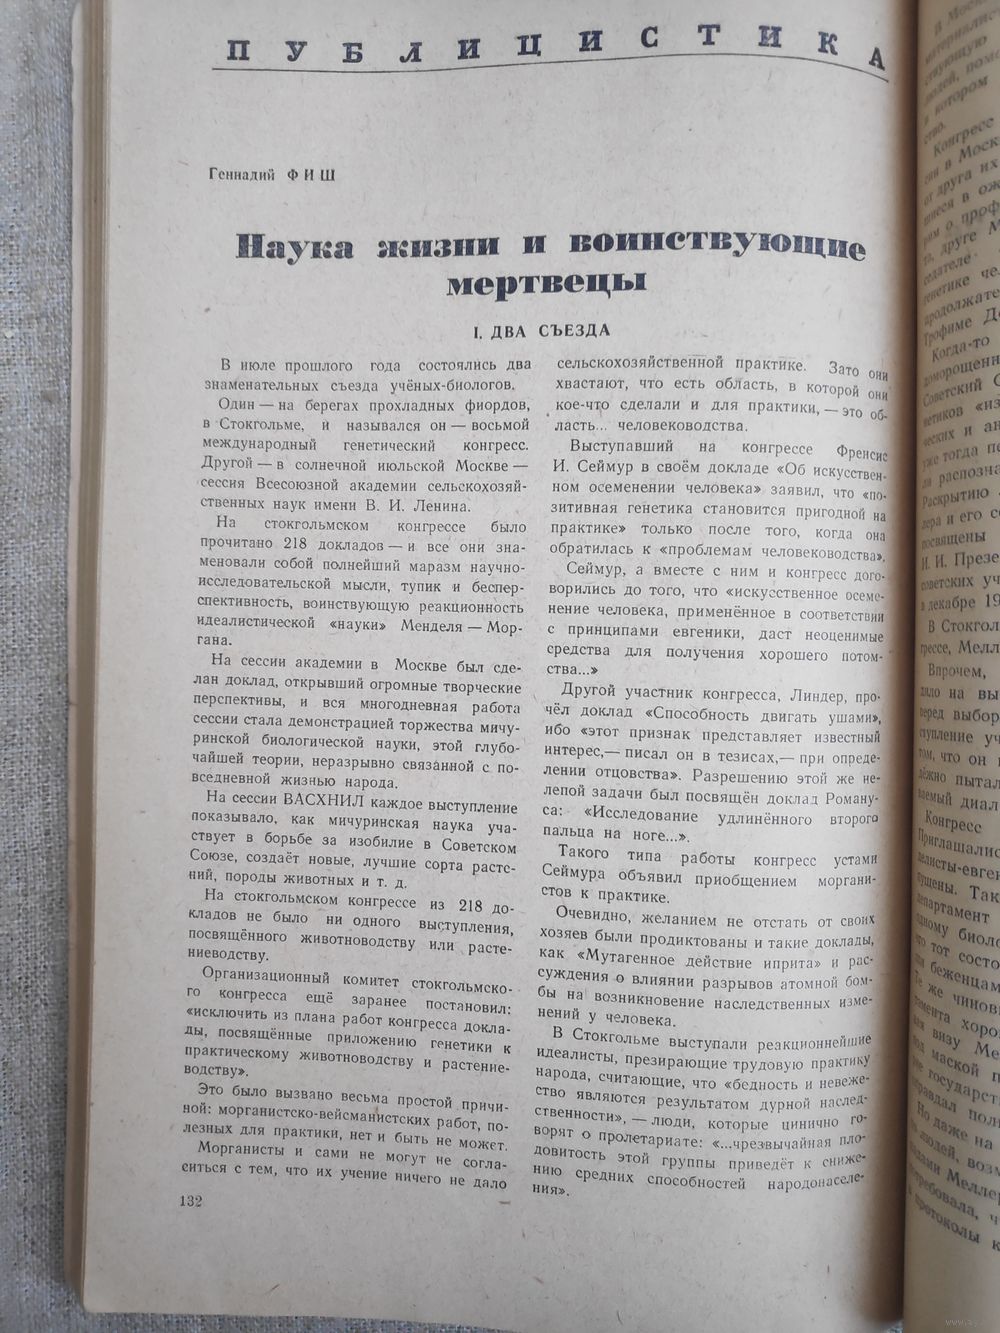 ПУБЛИЦИСТИКА
Геннадий ФИШ
Наука жизни и воинствующие
мертвецы
I. ДВА СЪЕЗДА
В июле прошлого года состоялись два
знаменательных съезда учёных-биологов.
Один — на берегах прохладных фиордов,
в Стокгольме, и назывался он — восьмой
международный генетический конгресс.
Другой — в солнечной июльской Москве —
сессия Всесоюзной академии сельскохозяй-
ственных наук имени В. И. Ленина.
На стокгольмском конгрессе было
прочитано 218 докладов — и все они зна-
меновали собой полнейший маразм научно-
исследовательской мысли, тупик и беспер-
спективность, воинствующую реакционность
идеалистической «науки» Менделя — Мор-
гана.
На сессии академии в Москве был сде-
лан доклад, открывший огромные творческие
перспективы, и вся многодневная работа
сессии стала демонстрацией торжества мичу-
ринской биологической науки, этой глубо-
чайшей теории, неразрывно связанной с по-
вседневной жизнью народа.
На сессии ВАСХНИЛ каждое выступление
показывало, как мичуринская наука уча-
ствует в борьбе за изобилие в Советском
Союзе, создаёт новые, лучшие сорта расте-
ний, породы животных и т. д.
На стокгольмском конгрессе из 218 до-
кладов не было ни одного выступления,
посвящённого животноводству или расте-
ниеводству.
Организационный комитет стокгольмско-
го конгресса ещё заранее постановил:
«исключить из плана работ конгресса докла-
ды, посвящённые приложению генетики к
практическому животноводству и растение-
водству».
Это было вызвано весьма простой причи-
ной: морганистско-вейсманистских работ, по-
лезных для практики, нет и быть не может.
Морганисты и сами не могут не согла-
ситься с тем, что их учение ничего не дало
132
сельскохозяйственной практике. Зато они
хвастают, что есть область, в которой они
кое-что сделали и для практики, — это об-
ласть... человеководства.
Выступавший на конгрессе Френсис
И. Сеймур в своём докладе «Об искусствен-
ном осеменении человека» заявил, что «по-
зитивная генетика становится пригодной на
практике» только после того, когда она
обратилась к «проблемам человеководства».
Сеймур, а вместе с ним и конгресс дого-
ворились до того, что «искусственное осеме-
нение человека, применённое в соответствии
с принципами евгеники, даст неоценимые
средства для получения хорошего потом-
ства...»
Другой участник конгресса, Линдер, про-
чёл доклад «Способность двигать ушами»,
ибо «этот признак представляет известный
интерес,— писал он в тезисах,— при опреде-
лении отцовства». Разрешению этой же не-
лепой задачи был посвящён доклад Роману-
са: «Исследование удлинённого второго
пальца на ноге...».
Такого типа работы конгресс устами
Сеймура объявил приобщением моргани-
стов к практике.
Очевидно, желанием не отстать от своих
хозяев были продиктованы и такие доклады,
как «Мутагенное действие иприта» и рас-
суждения о влиянии разрывов атомной бом-
бы на возникновение наследственных изме-
нений у человека.
В Стокгольме выступали реакционнейшие
идеалисты, презирающие трудовую практику
народа, считающие, что «бедность и невеже-
ство являются результатом дурной наслед-
ственности», — люди, которые цинично го-
ворят о пролетариате: «...чрезвычайная пло-
довитость этой группы приведёт к сниже-
нию средних способностей народонаселе-
ния».